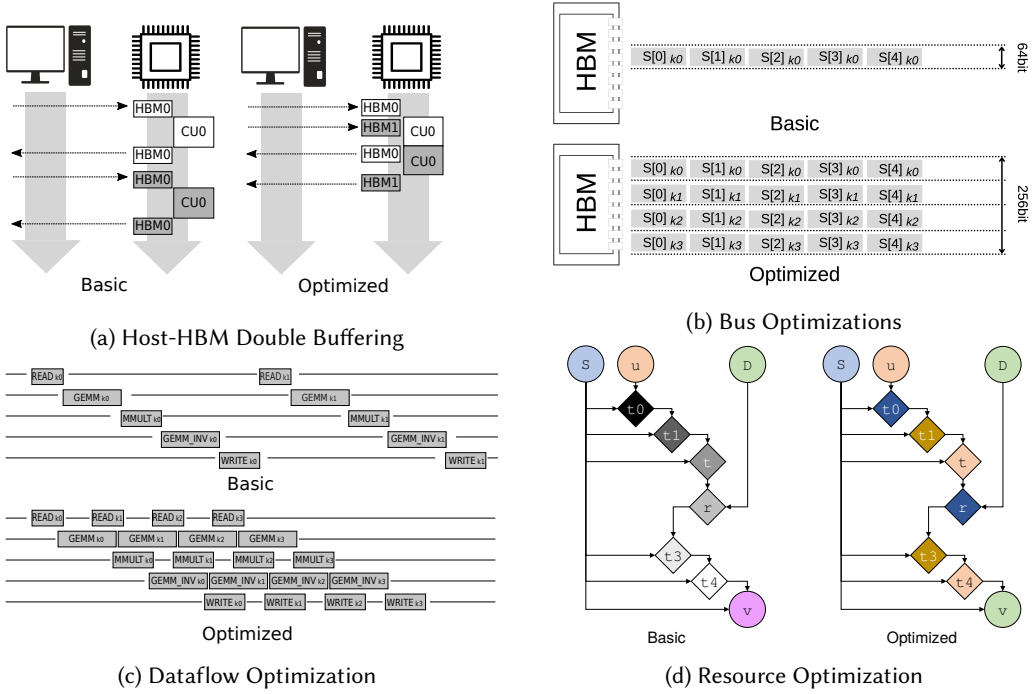 HBM0
CU0
HBM0
HBM0
CU0
HBM0
Basic
HBM0
HBM1
CU0
HBM0
CU0
HBM1
Optimized
(a) Host-HBM Double Buffering
HBM
S[0] k0 S[1] k0 S[2] k0 S[3] k0 S[4] k0
64bit
Basic
HBM
S[0] k0 S[1] k0 S[2] k0 S[3] k0 S[4] k0
S[0] k1 S[1] k1 S[2] k1 S[3] k1 S[4] k1
S[0] k2 S[1] k2 S[2] k2 S[3] k2 S[4] k2
S[0] k3 S[1] k3 S[2] k3 S[3] k3 S[4] k3
256bit
Optimized
(b) Bus Optimizations
READ k0 READ k1
GEMM k0 GEMM k1
MMULT k0 MMULT k1
GEMM_INV k0 GEMM_INV k1
WRITE k0 WRITE k1
Basic
READ k0 READ k1 READ k2 READ k3
GEMM k0 GEMM k1 GEMM k2 GEMM k3
MMULT k0 MMULT k1 MMULT k2 MMULT k3
GEMM_INV k0 GEMM_INV k1 GEMM_INV k2 GEMM_INV k3
WRITE k0 WRITE k1 WRITE k2 WRITE k3
Optimized
(c) Dataflow Optimization
S u D
t0
t1
t
r
t3
t4
v
Basic
S u D
t0
t1
t
r
t3
t4
v
Optimized
(d) Resource Optimization